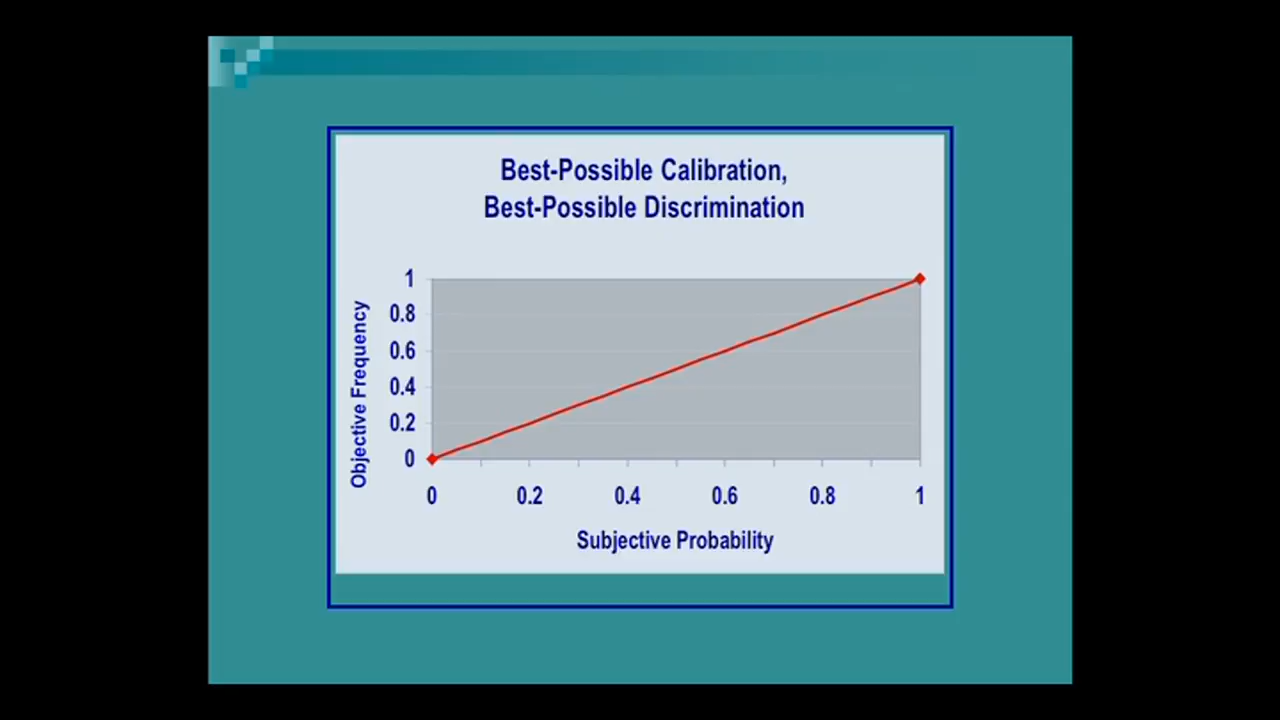 Best-Possible Calibration,
Best-Possible Discrimination
Objective Frequency
1
0.8
0.6
0.4
0.2
0
0 0.2 0.4 0.6 0.8 1
Subjective Probability